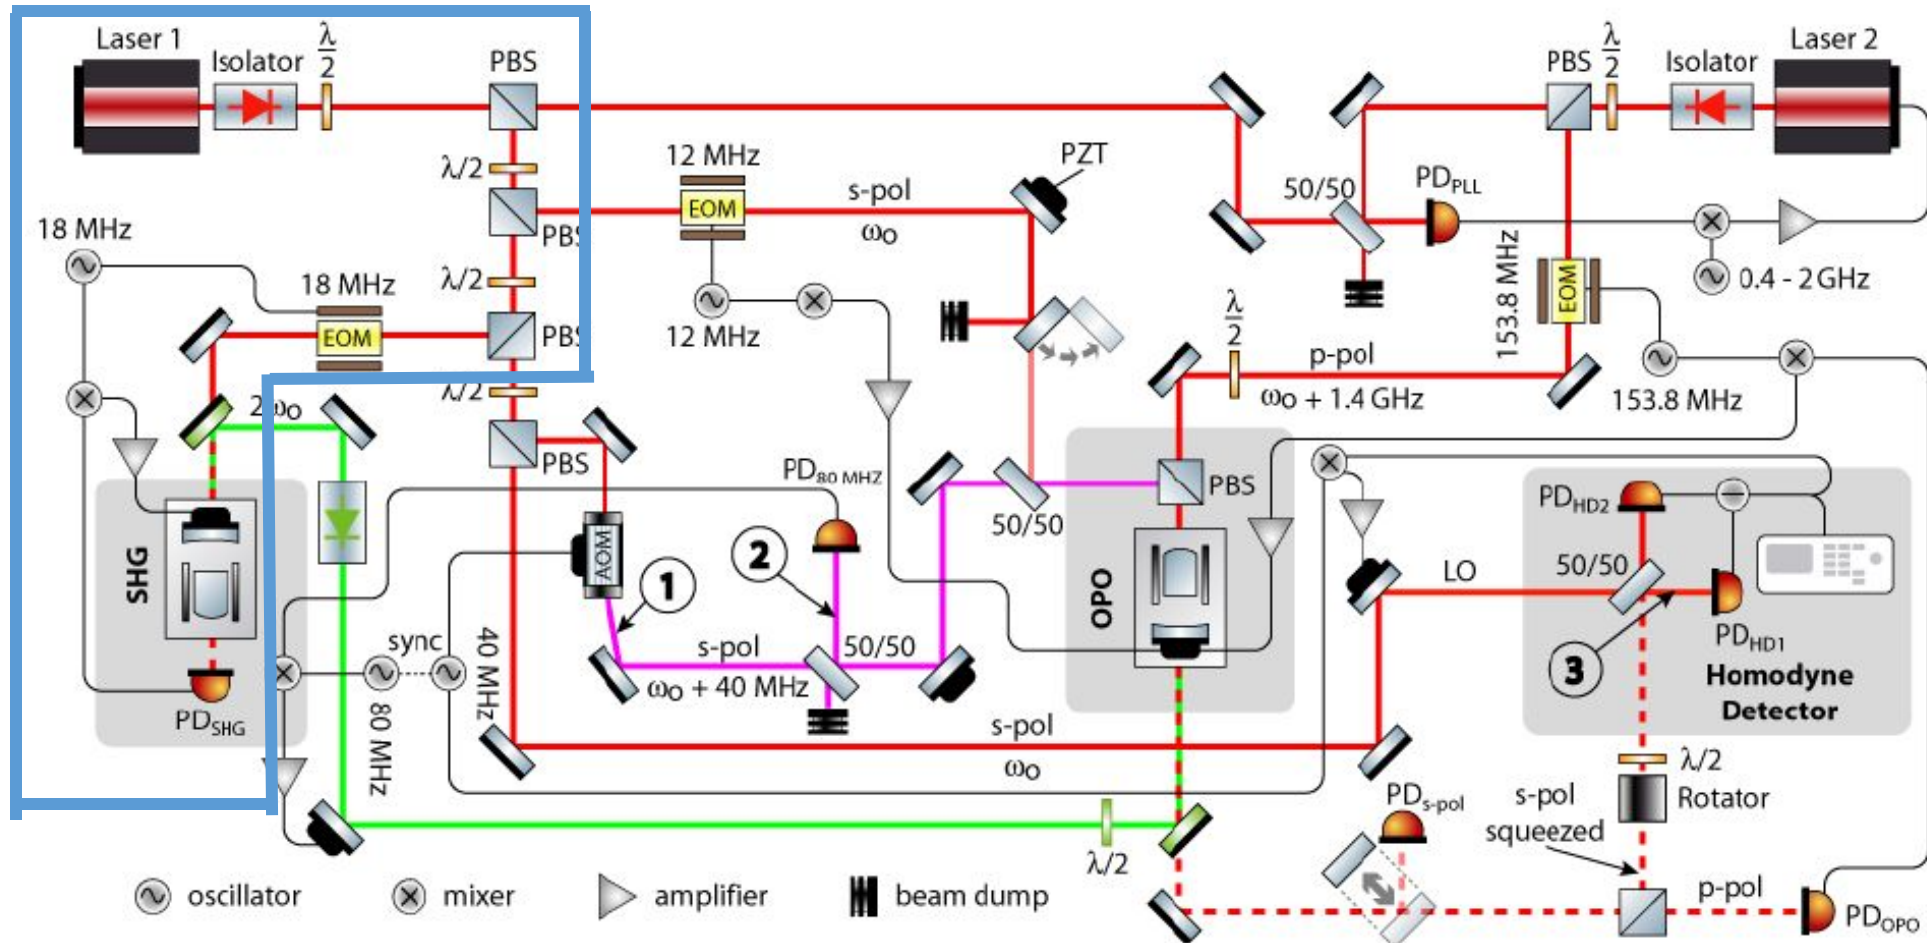 Laser 1
Isolator
λ/2
PBS
PBS
λ/2
Isolator
Laser 2
λ/2
12 MHz
EOM
s-pol
ω₀
PZT
50/50
PD_PLL
0.4 - 2 GHz
PBS
18 MHz
λ/2
18 MHz
EOM
PBS
12 MHz
153.8 MHz
EOM
153.8 MHz
λ/2
p-pol
ω₀ + 1.4 GHz
λ/2
2ω₀
PBS
PD_80 MHZ
50/50
PBS
SHG
PD_SHG
AOM
1
2
sync
80 MHz
40 MHz
s-pol
ω₀ + 40 MHz
50/50
OPO
LO
PD_HD2
50/50
PD_HD1
3
Homodyne
Detector
s-pol
ω₀
λ/2
PD_s-pol
λ/2
Rotator
s-pol
squeezed
p-pol
PD_OPO
oscillator
mixer
amplifier
beam dump